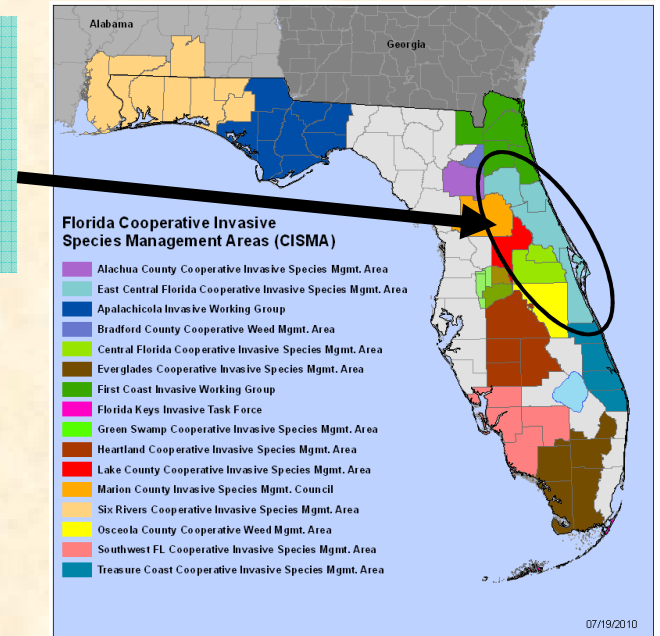 Alabama
Georgia
Florida Cooperative Invasive
Species Management Areas (CISMA)
Alachua County Cooperative Invasive Species Mgmt. Area
East Central Florida Cooperative Invasive Species Mgmt. Area
Apalachicola Invasive Working Group
Bradford County Cooperative Weed Mgmt. Area
Central Florida Cooperative Invasive Species Mgmt. Area
Everglades Cooperative Invasive Species Mgmt. Area
First Coast Invasive Working Group
Florida Keys Invasive Task Force
Green Swamp Cooperative Invasive Species Mgmt. Area
Heartland Cooperative Invasive Species Mgmt. Area
Lake County Cooperative Invasive Species Mgmt. Area
Marion County Invasive Species Mgmt. Council
Six Rivers Cooperative Invasive Species Mgmt. Area
Osceola County Cooperative Weed Mgmt. Area
Southwest FL Cooperative Invasive Species Mgmt. Area
Treasure Coast Cooperative Invasive Species Mgmt. Area
07/19/2010